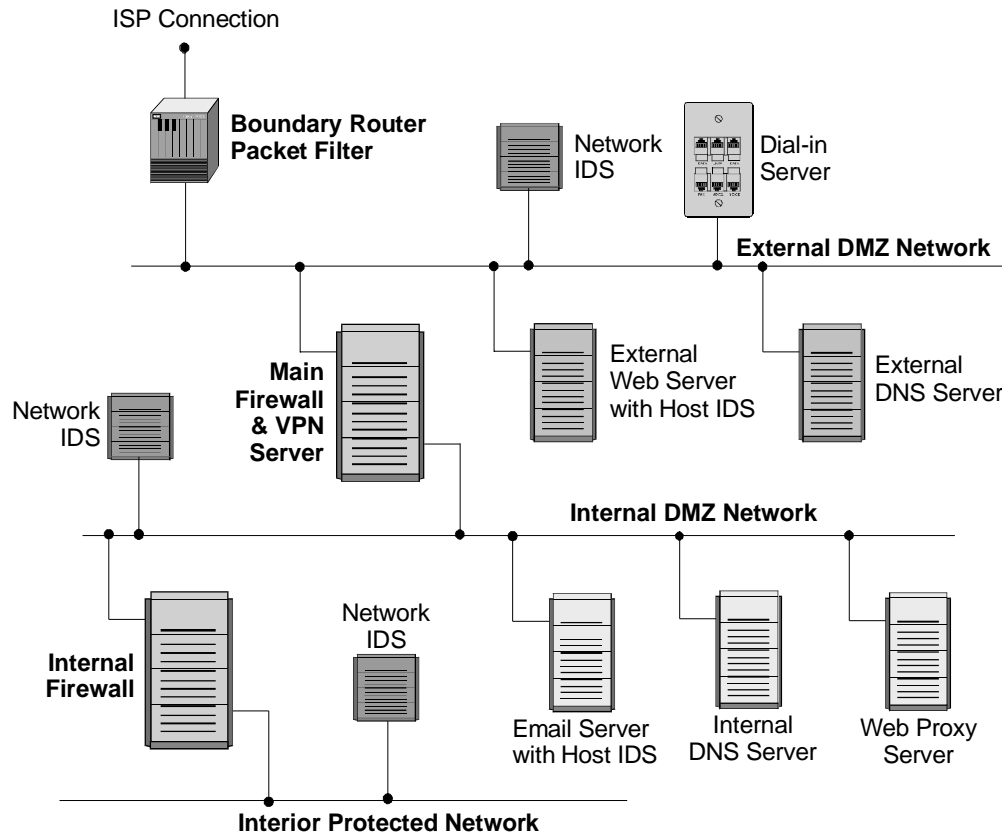 ISP Connection
Boundary Router
Packet Filter
Network
IDS
Dial-in
Server
External DMZ Network
Main
Firewall
& VPN
Server
External
Web Server
with Host IDS
External
DNS Server
Network
IDS
Internal DMZ Network
Internal
Firewall
Network
IDS
Email Server
with Host IDS
Internal
DNS Server
Web Proxy
Server
Interior Protected Network